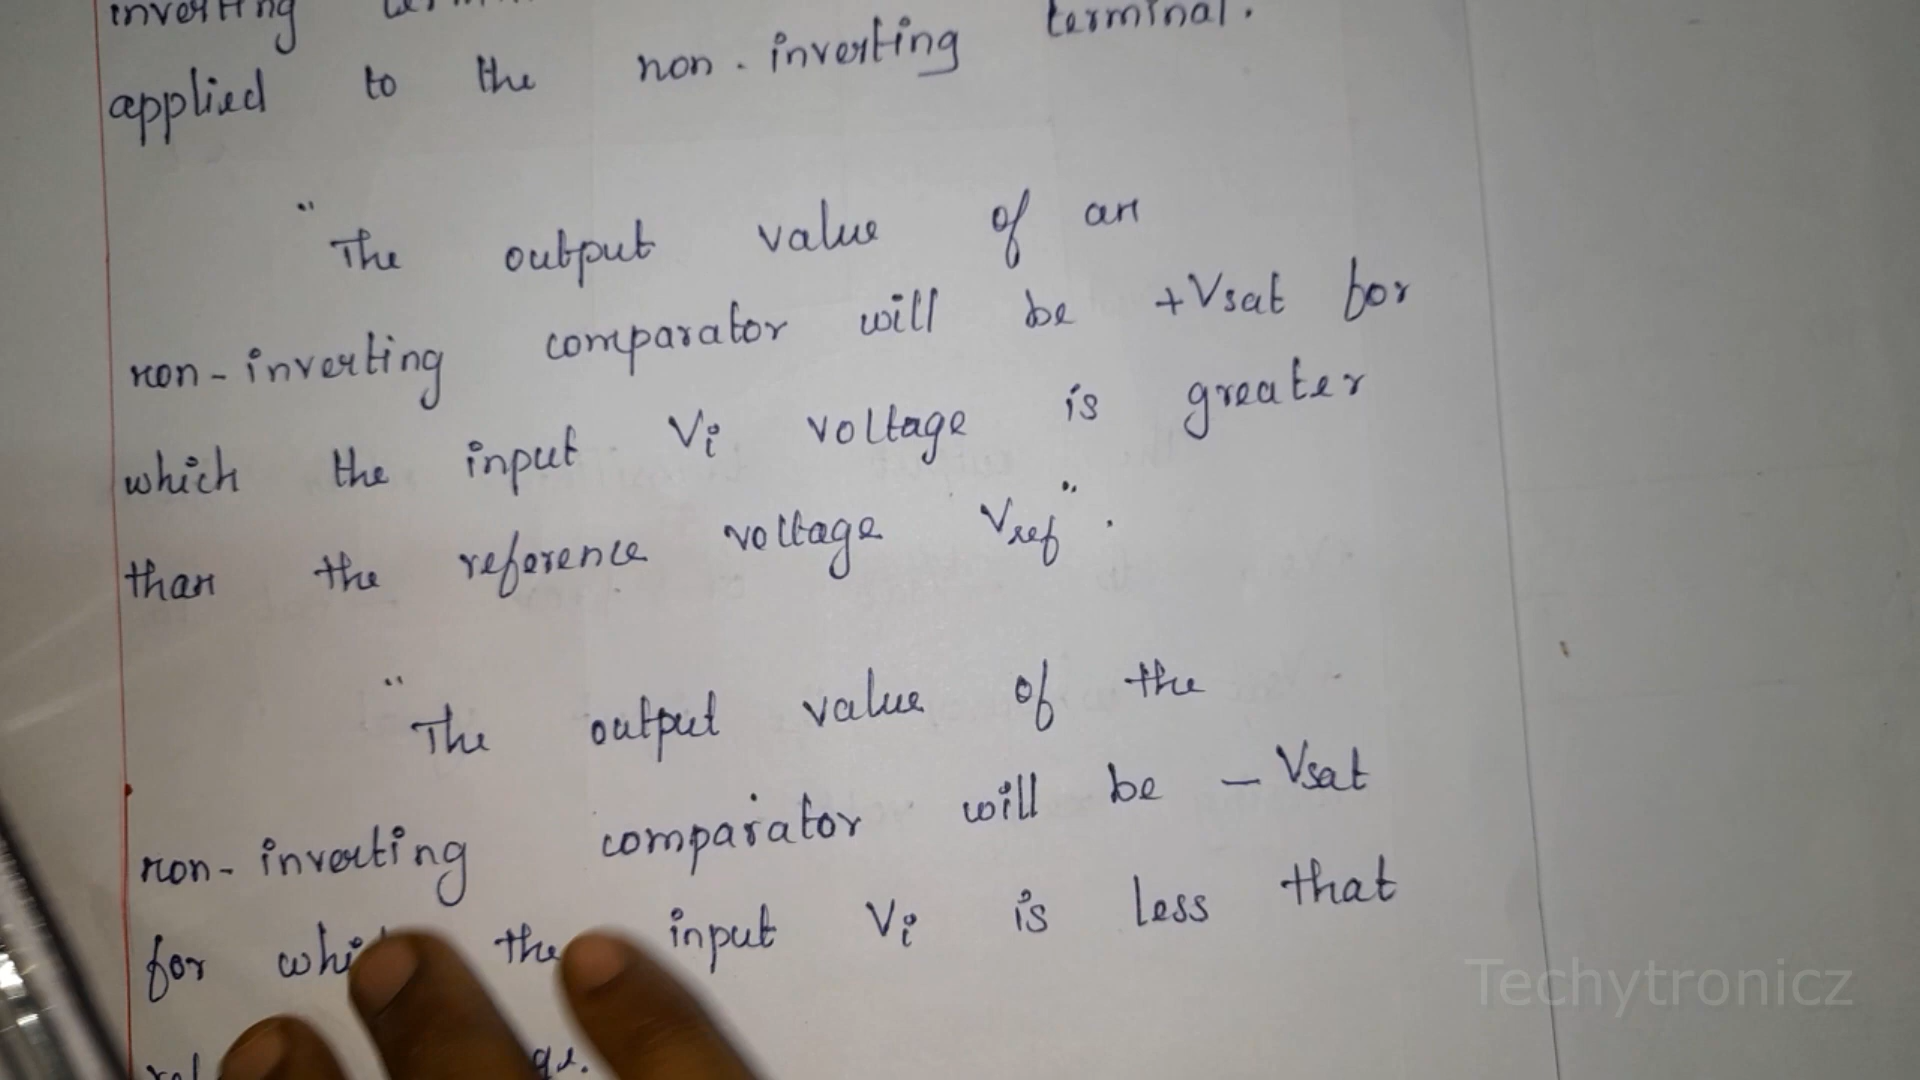 inverting
applied to the non-inverting terminal.
"The output value of an
non-inverting comparator will be +Vsat for
which the input Vi voltage is greater
than the reference voltage Vref".
"The output value of the
non-inverting comparator will be - Vsat
for the input Vi is less that
Techytronicz